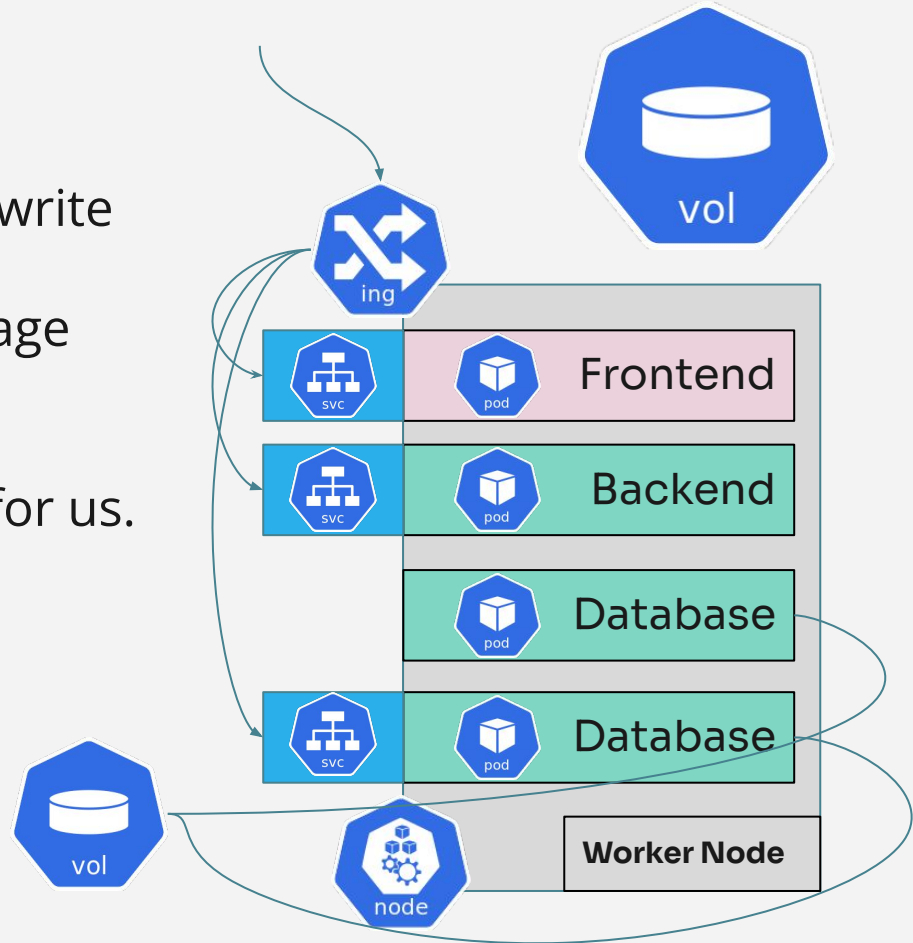 vol
write
ing
age
svc
pod
Frontend
svc
pod
Backend
for us.
pod
Database
svc
pod
Database
vol
Worker Node
node